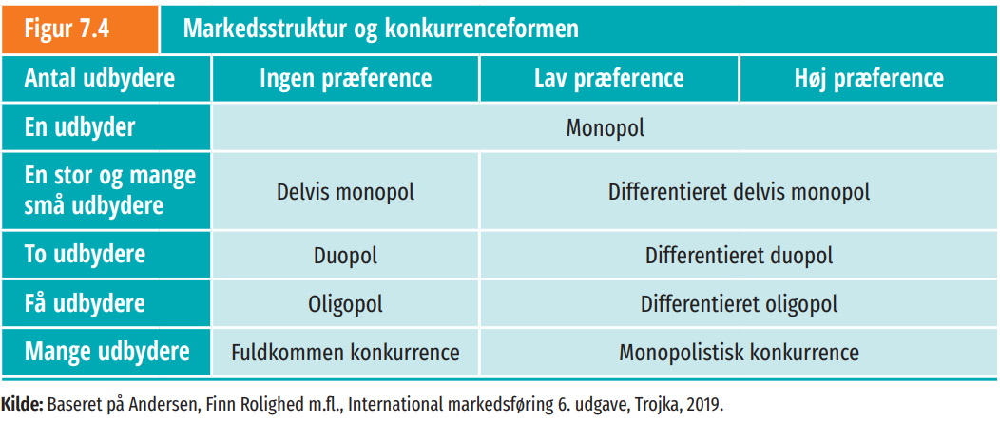 Figur 7.4 Markedsstruktur og konkurrenceformen
Antal udbydere Ingen præference Lav præference Høj præference
En udbyder Monopol
En stor og mange
små udbydere Delvis monopol Differentieret delvis monopol
To udbydere Duopol Differentieret duopol
Få udbydere Oligopol Differentieret oligopol
Mange udbydere Fuldkommen konkurrence Monopolistisk konkurrence
Kilde: Baseret på Andersen, Finn Rolighed m.fl., International markedsføring 6. udgave, Trojka, 2019.